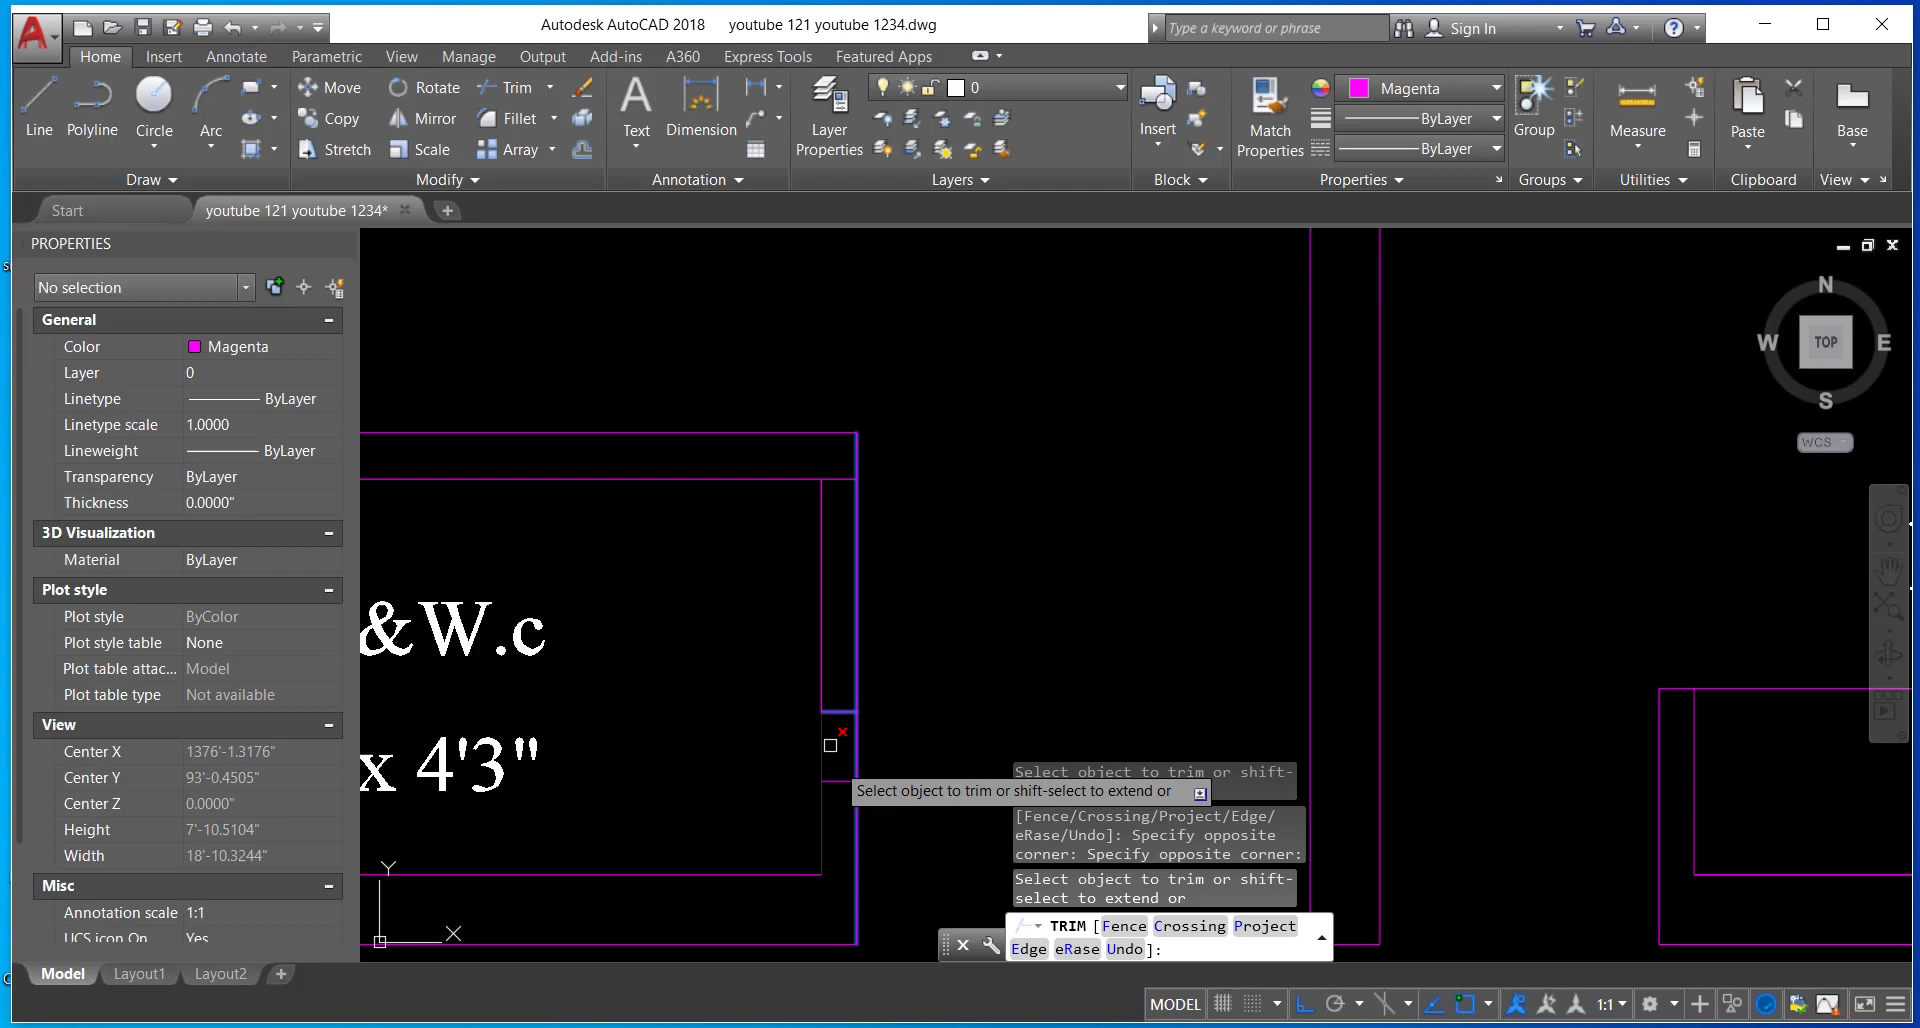 Autodesk AutoCAD 2018 youtube 121 youtube 1234.dwg
Type a keyword or phrase
Sign In
Home Insert Annotate Parametric View Manage Output Add-ins A360 Express Tools Featured Apps
Line Polyline Circle Arc
Draw
Move Rotate Trim
Copy Mirror Fillet
Stretch Scale Array
Modify
Text Dimension
Annotation
Layer
Properties
0
Layers
Insert
Block
Match
Properties
Magenta
ByLayer
ByLayer
Properties
Group
Groups
Measure
Utilities
Paste
Clipboard
Base
View
Start
youtube 121 youtube 1234*
PROPERTIES
No selection
General
Color Magenta
Layer 0
Linetype ByLayer
Linetype scale 1.0000
Lineweight ByLayer
Transparency ByLayer
Thickness 0.0000"
3D Visualization
Material ByLayer
Plot style
Plot style ByColor
Plot style table None
Plot table attac... Model
Plot table type Not available
View
Center X 1376'-1.3176"
Center Y 93'-0.4505"
Center Z 0.0000"
Height 7'-10.5104"
Width 18'-10.3244"
Misc
Annotation scale 1:1
UCS icon On Yes
&W.c
x 4'3"
Y
X
N
W TOP E
S
WCS
Select object to trim or shift-select to extend or
Select object to trim or shift-
[Fence/Crossing/Project/Edge/
eRase/Undo]: Specify opposite
corner: Specify opposite corner:
Select object to trim or shift-
select to extend or
TRIM [Fence Crossing Project
Edge eRase Undo]:
Model Layout1 Layout2
MODEL 1:1